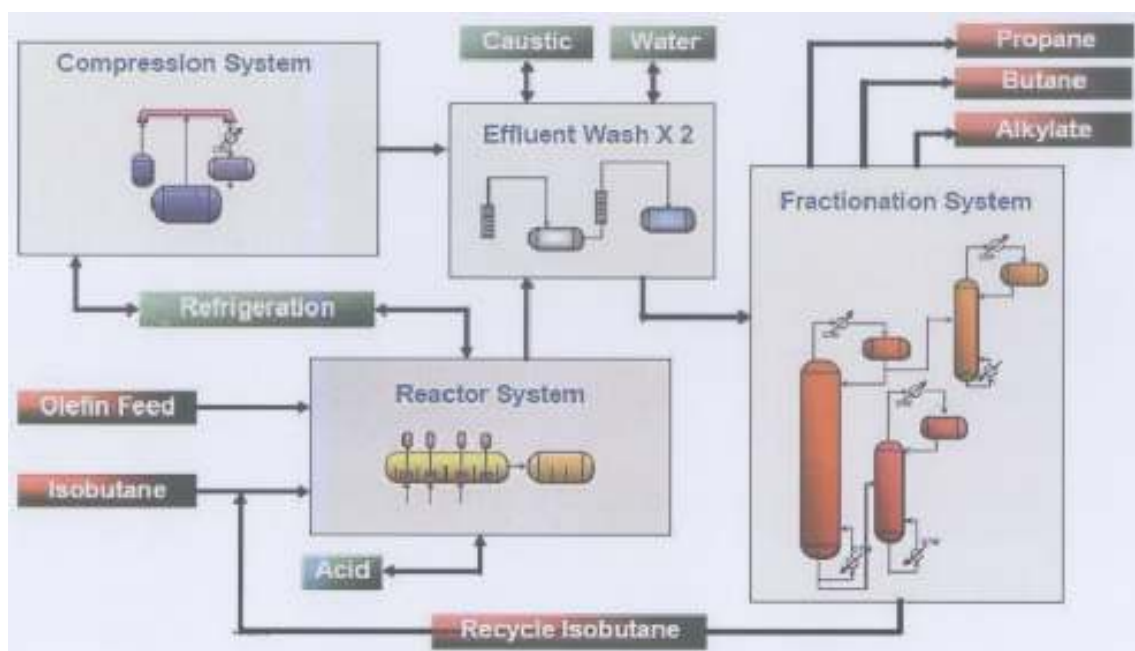 Compression System
Caustic
Water
Propane
Butane
Alkylate
Effluent Wash X 2
Fractionation System
Refrigeration
Olefin Feed
Reactor System
Isobutane
Acid
Recycle Isobutane